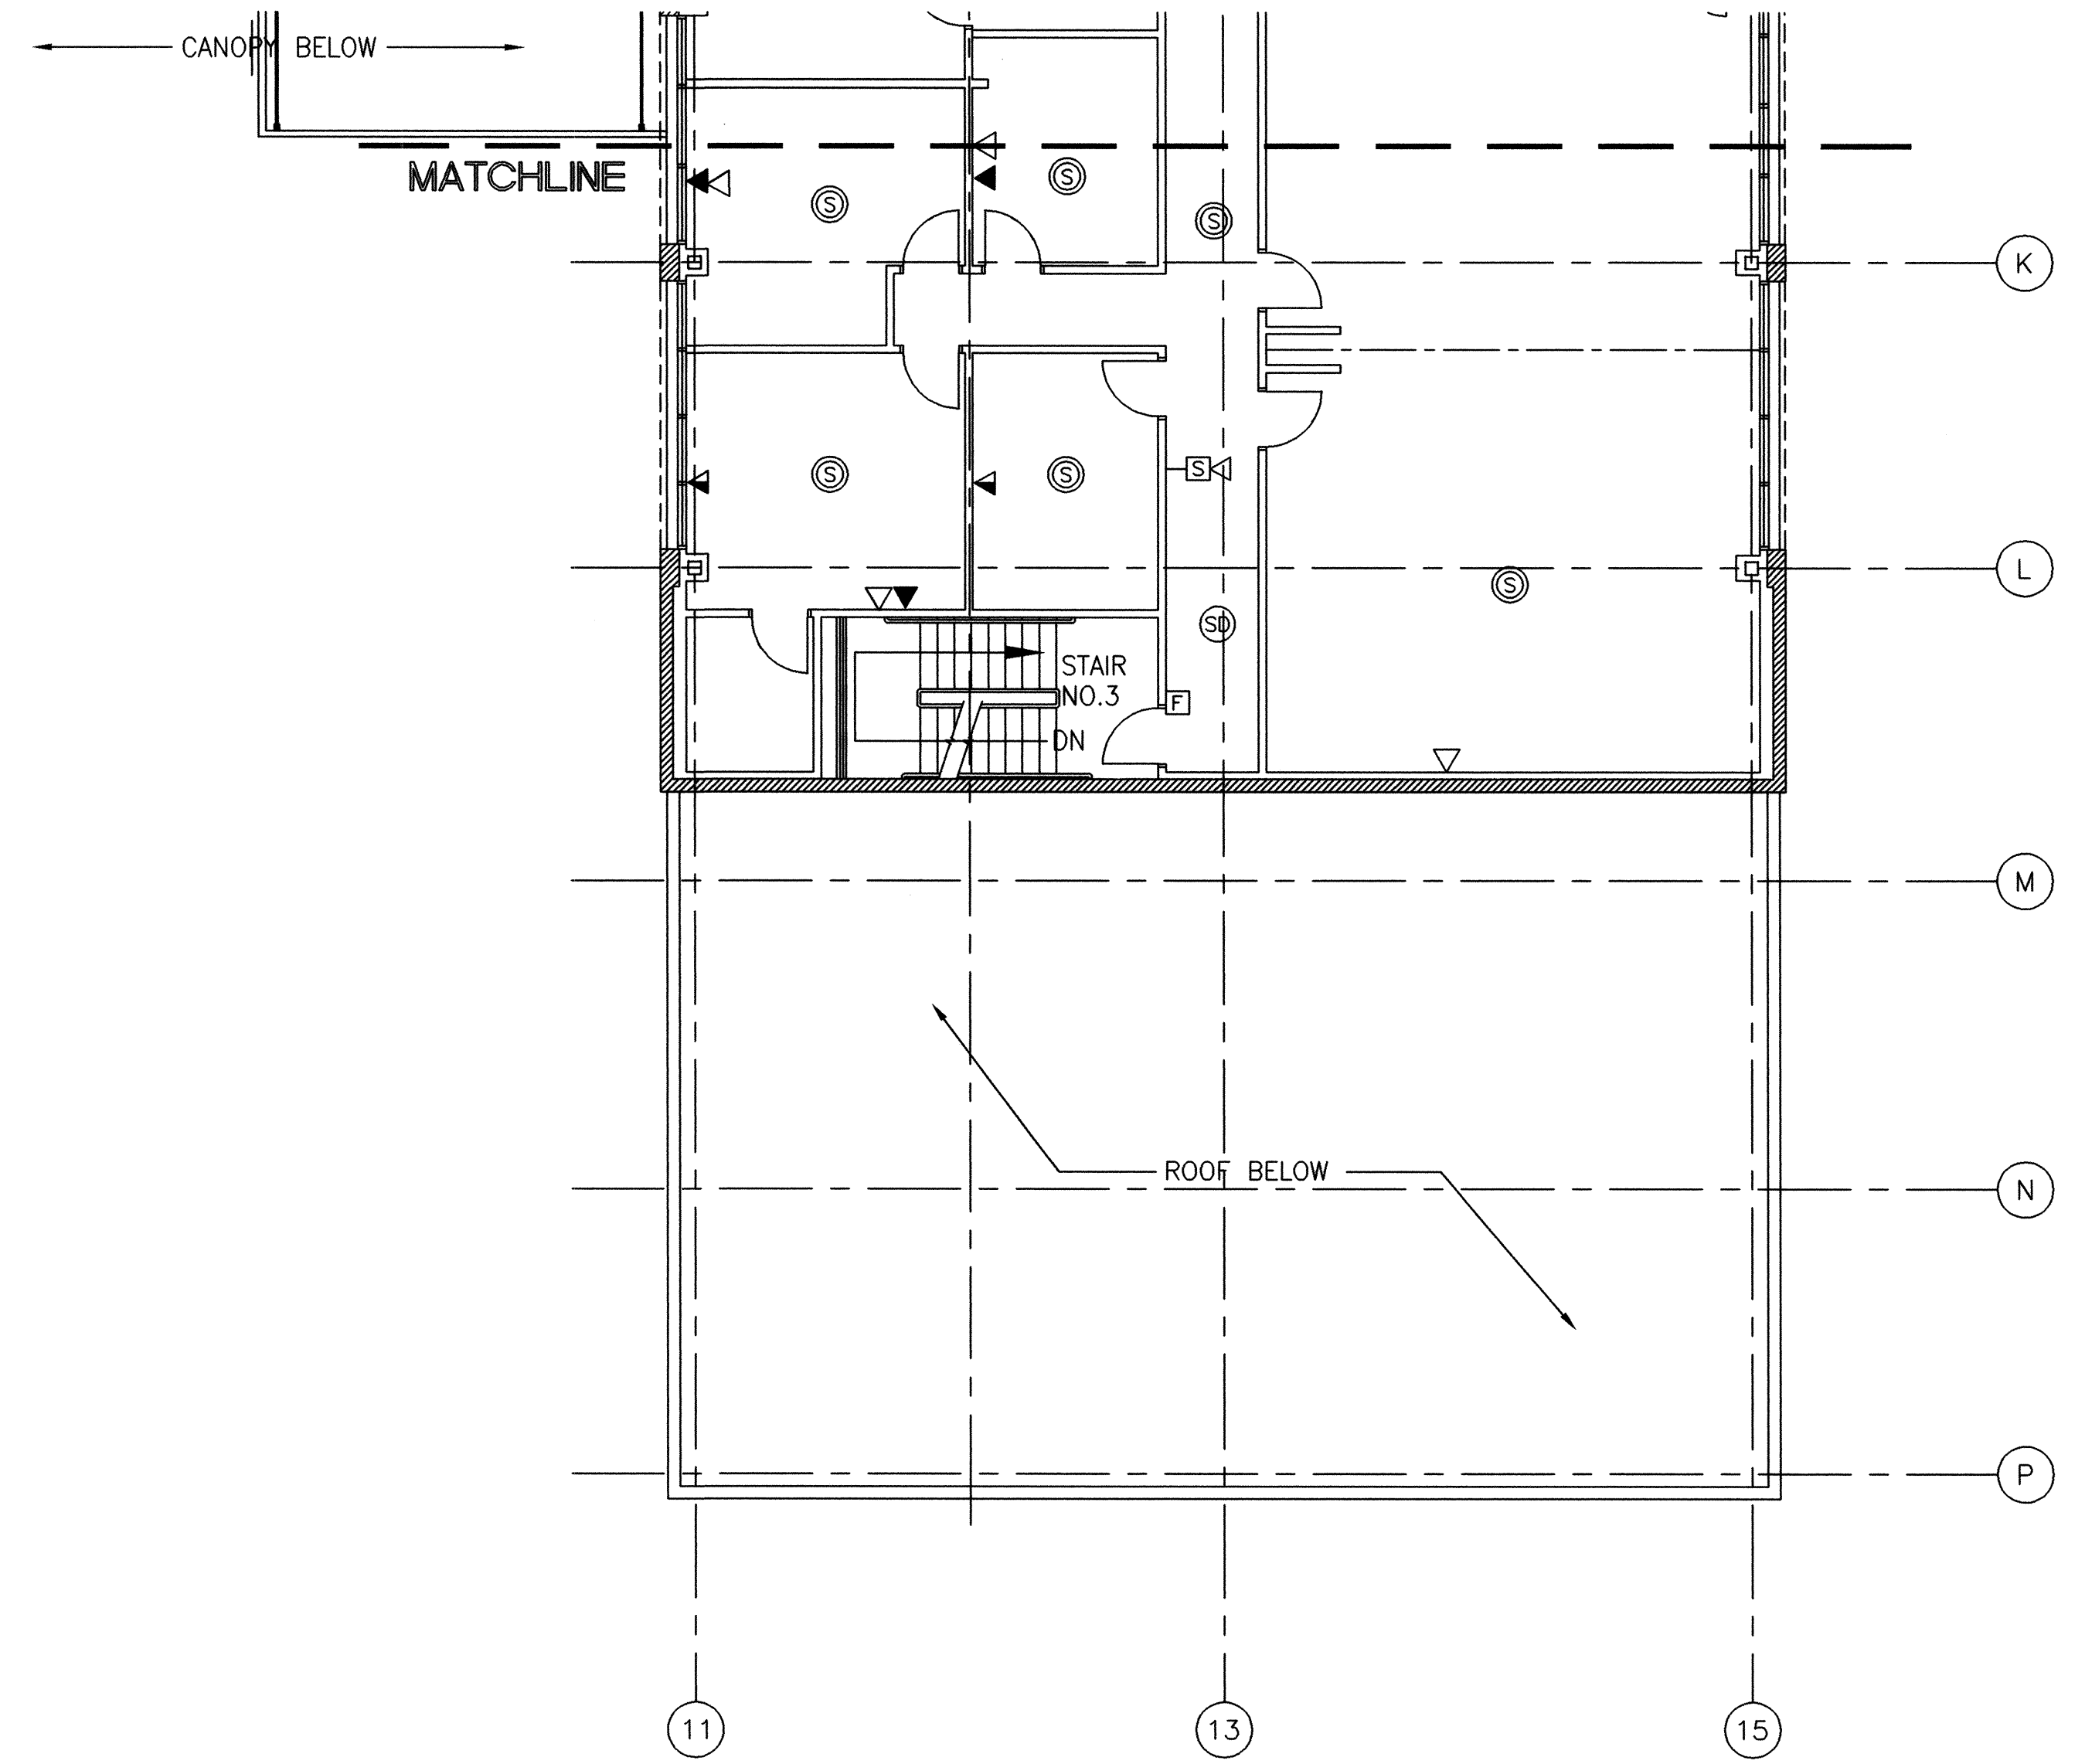 CANOPY BELOW
MATCHLINE
S
S
S
K
S
S
S
L
S
SD
STAIR
NO.3
F
DN
M
ROOF BELOW
N
P
11
13
15